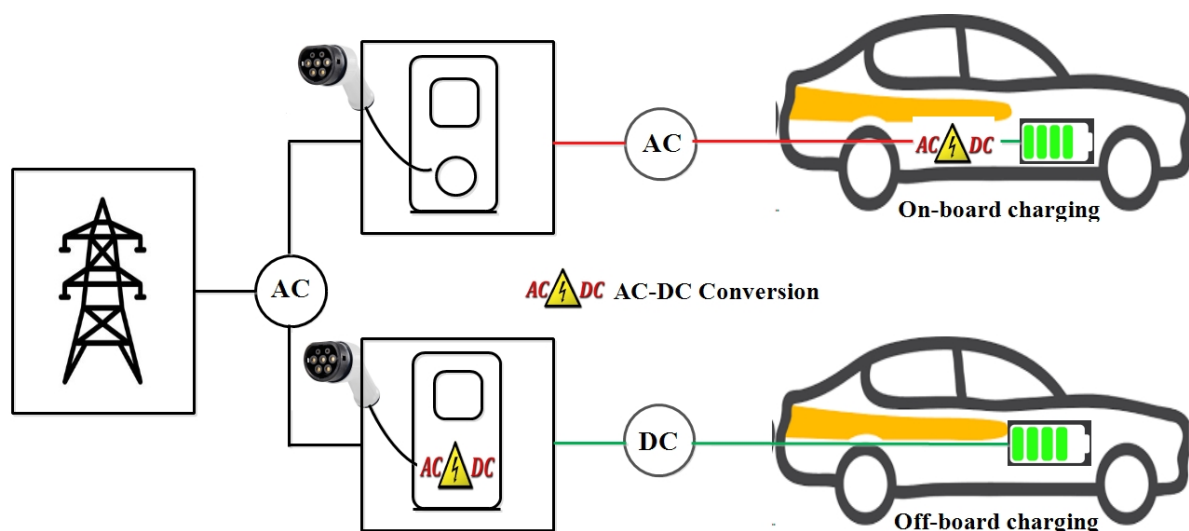 AC
AC
AC DC
On-board charging
AC DC AC-DC Conversion
AC DC
DC
Off-board charging